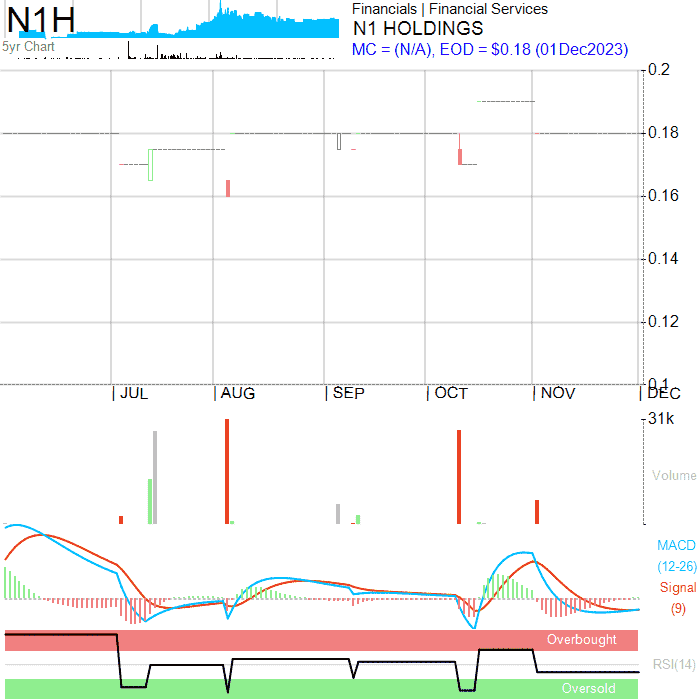 N1H
5yr Chart
Financials | Financial Services
N1 HOLDINGS
MC = (N/A), EOD = $0.18 (01Dec2023)
0.2
0.18
0.16
0.14
0.12
0.1
JUL
AUG
SEP
OCT
NOV
DEC
31k
Volume
MACD
(12-26)
Signal
(9)
Overbought
RSI(14)
Oversold